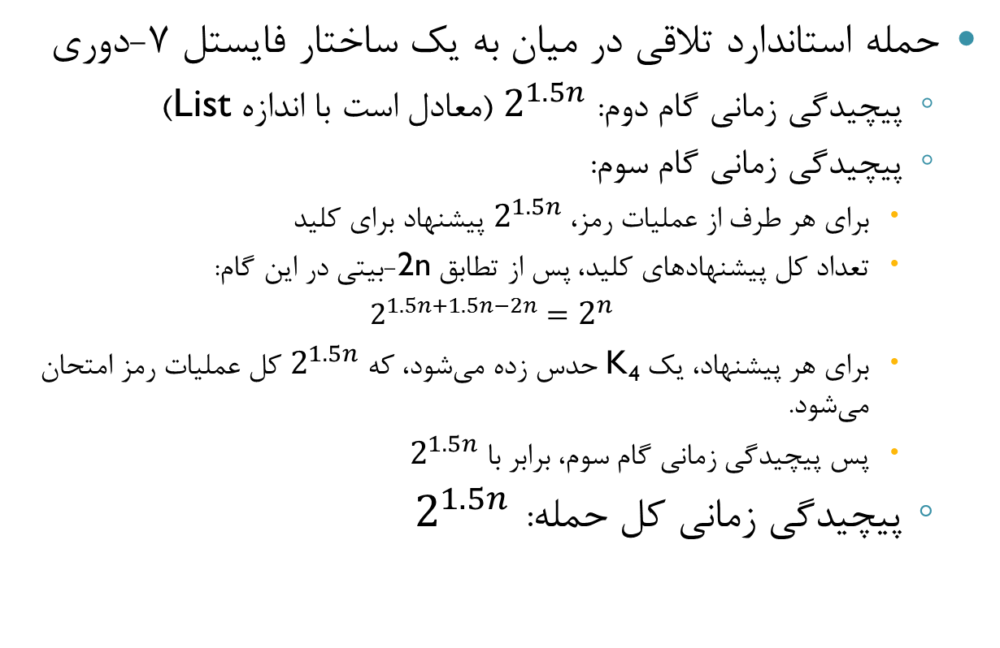 • حمله استاندارد تلاقی در میان به یک ساختار فایستل ۷-دوری
◦ پیچیدگی زمانی گام دوم: 2^{1.5n} (معادل است با اندازه List)
◦ پیچیدگی زمانی گام سوم:
• برای هر طرف از عملیات رمز، 2^{1.5n} پیشنهاد برای کلید
• تعداد کل پیشنهادهای کلید، پس از تطابق 2n-بیتی در این گام:
2^{1.5n+1.5n−2n} = 2^n
• برای هر پیشنهاد، یک K₄ حدس زده می‌شود، که 2^{1.5n} کل عملیات رمز امتحان
می‌شود.
• پس پیچیدگی زمانی گام سوم، برابر با 2^{1.5n}
◦ پیچیدگی زمانی کل حمله: 2^{1.5n}